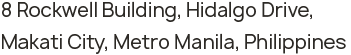 8 Rockwell Building, Hidalgo Drive,
Makati City, Metro Manila, Philippines